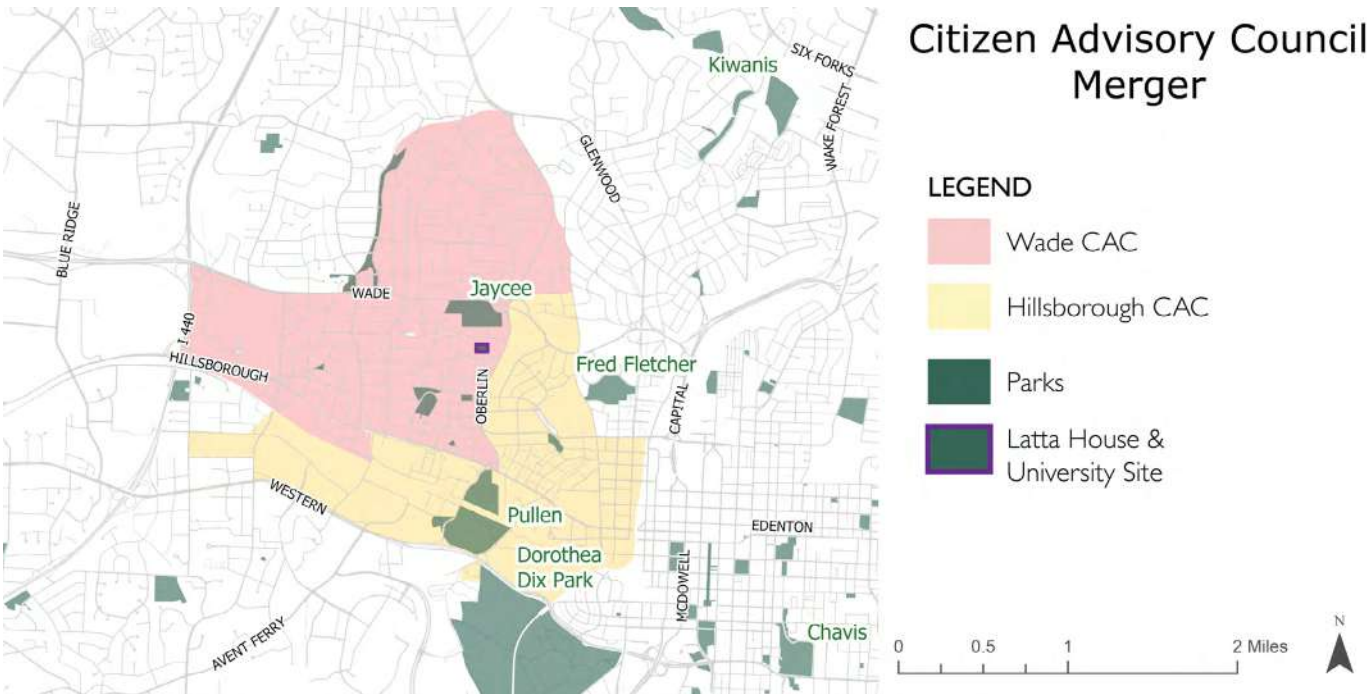 Citizen Advisory Council
Merger
LEGEND
Wade CAC
Hillsborough CAC
Parks
Latta House &
University Site
0 0.5 1 2 Miles
N
SIX FORKS
Kiwanis
WAKE FOREST
GLENWOOD
BLUE RIDGE
WADE
Jaycee
I 440
HILLSBOROUGH
Fred Fletcher
OBERLIN
CAPITAL
WESTERN
Pullen
EDENTON
Dorothea
Dix Park
MCDOWELL
AVENT FERRY
Chavis